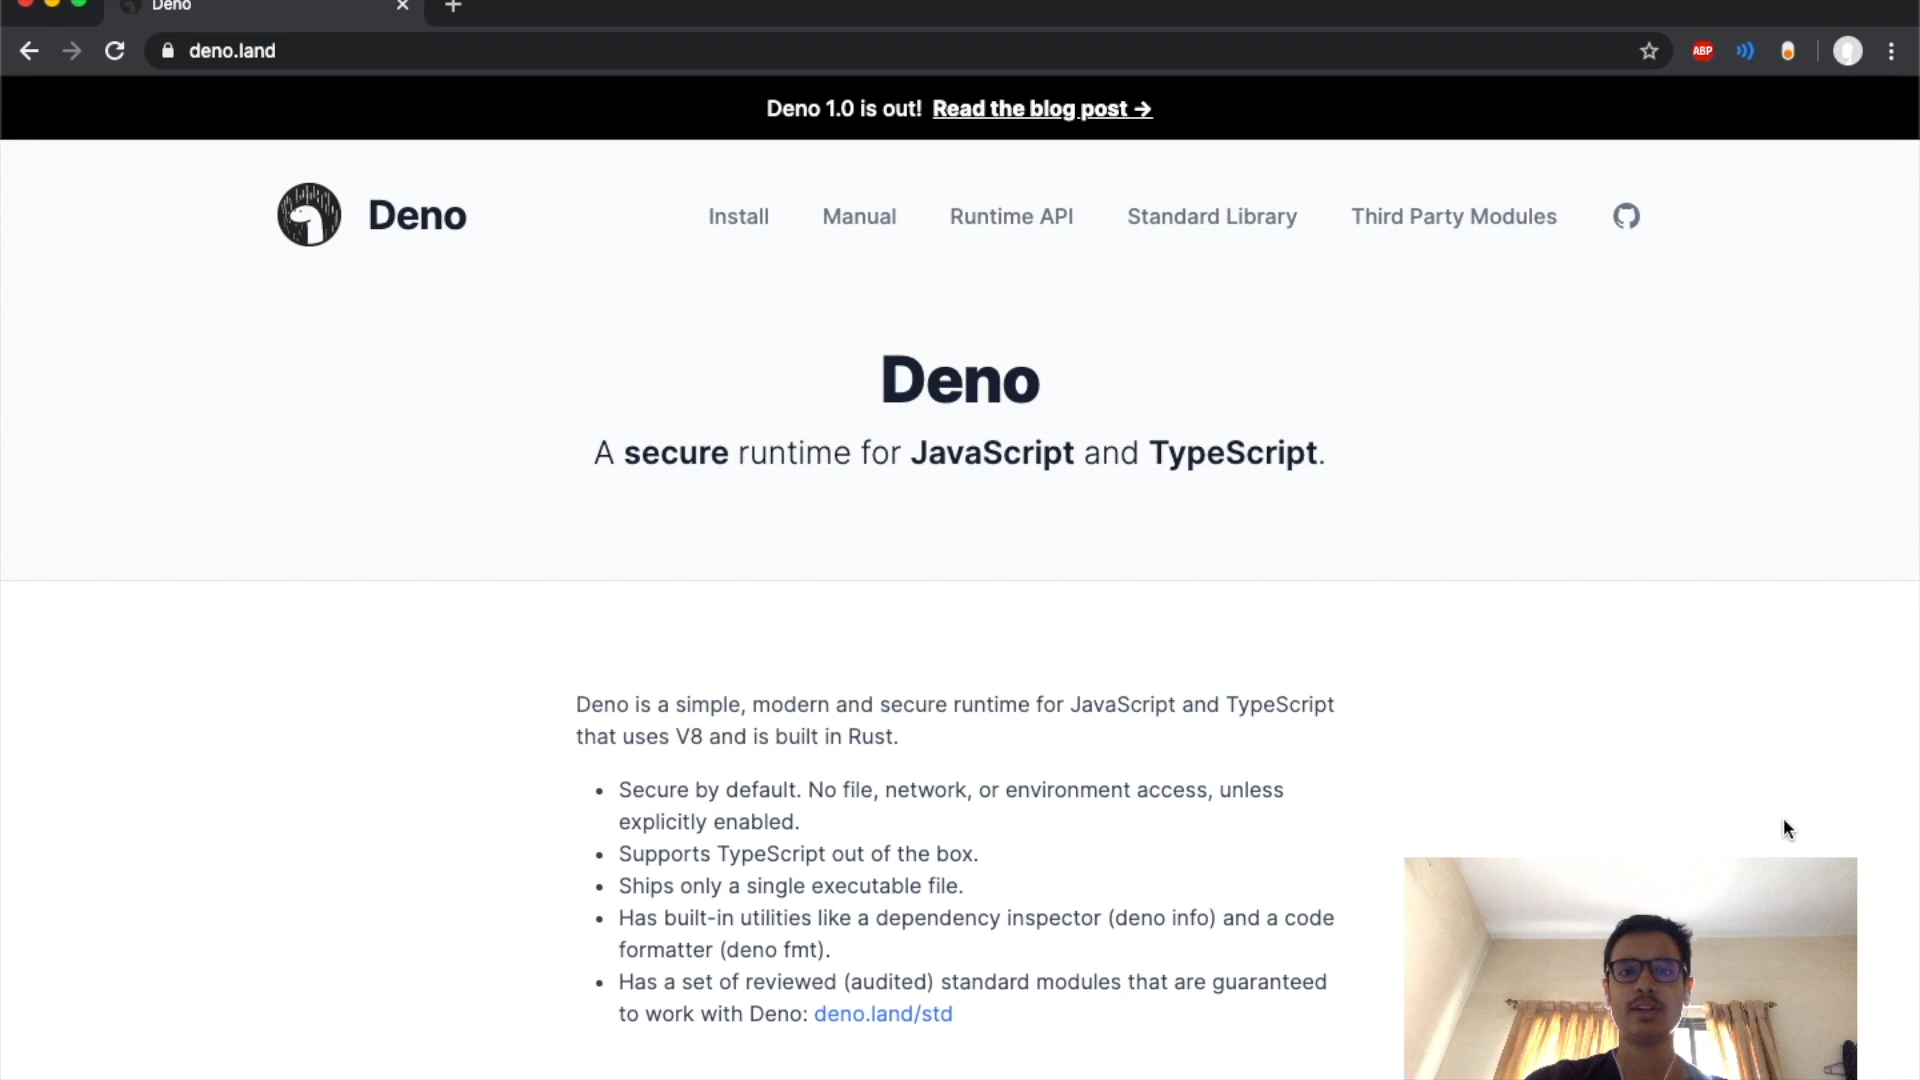 Deno
deno.land
ABP
Deno 1.0 is out! Read the blog post →
Deno
Install
Manual
Runtime API
Standard Library
Third Party Modules
Deno
A secure runtime for JavaScript and TypeScript.
Deno is a simple, modern and secure runtime for JavaScript and TypeScript
that uses V8 and is built in Rust.
• Secure by default. No file, network, or environment access, unless
explicitly enabled.
• Supports TypeScript out of the box.
• Ships only a single executable file.
• Has built-in utilities like a dependency inspector (deno info) and a code
formatter (deno fmt).
• Has a set of reviewed (audited) standard modules that are guaranteed
to work with Deno: deno.land/std